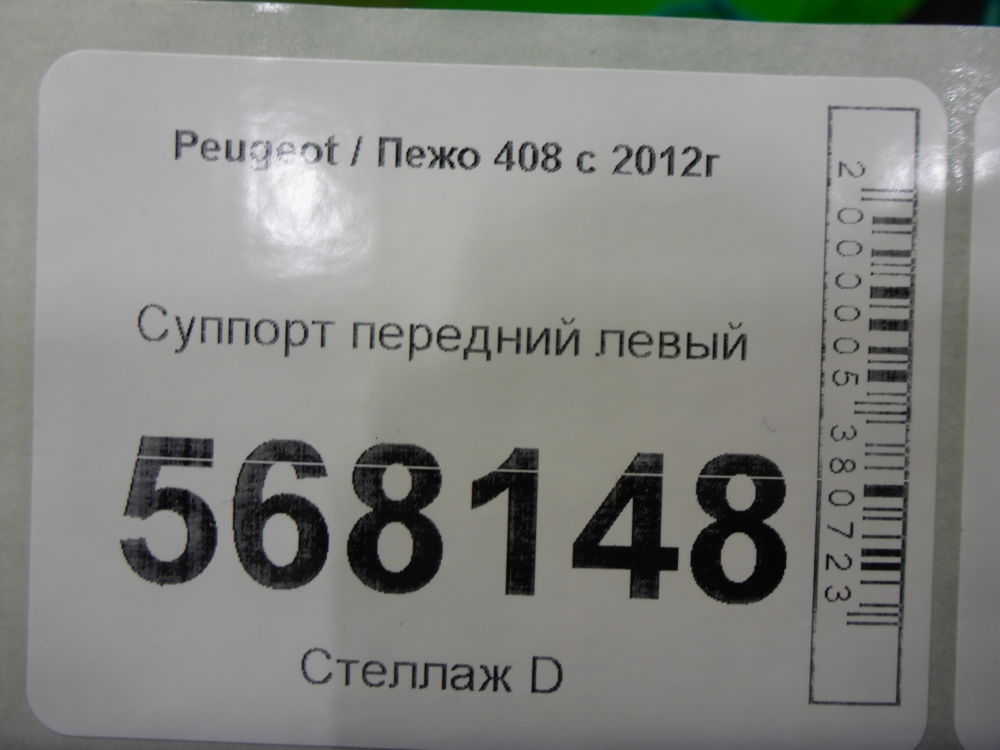 Peugeot / Пежо 408 с 2012г
Суппорт передний левый
568148
Стеллаж D
2000005380723